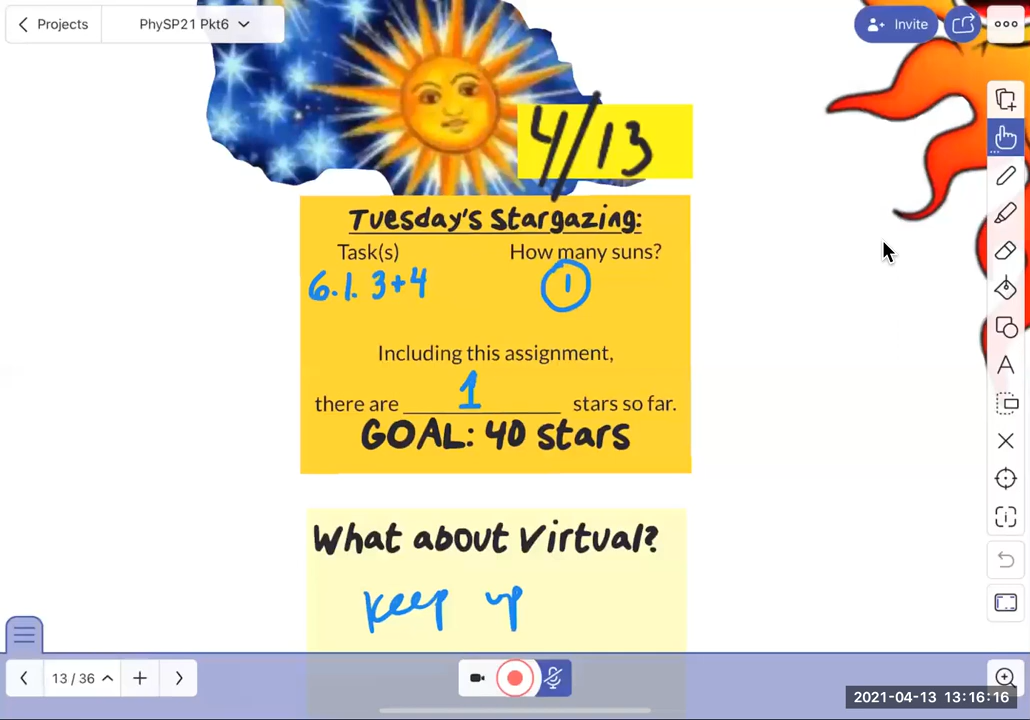 Projects
PhySP21 Pkt6
Invite
4/13
Tuesday's Stargazing:
Task(s) How many suns?
6.1. 3+4 1
Including this assignment,
there are 1 stars so far.
GOAL: 40 stars
What about Virtual?
keep up
A
13 / 36
2021-04-13 13:16:16